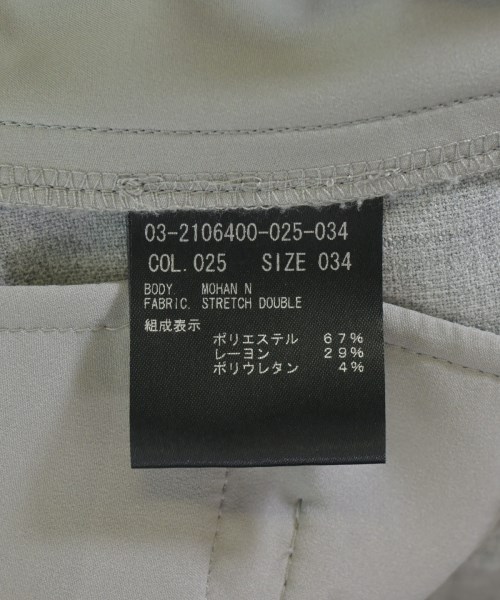 03-2106400-025-034
COL. 025 SIZE 034
BODY. MOHAN N
FABRIC. STRETCH DOUBLE
組成表示
ポリエステル 67%
レーヨン 29%
ポリウレタン 4%